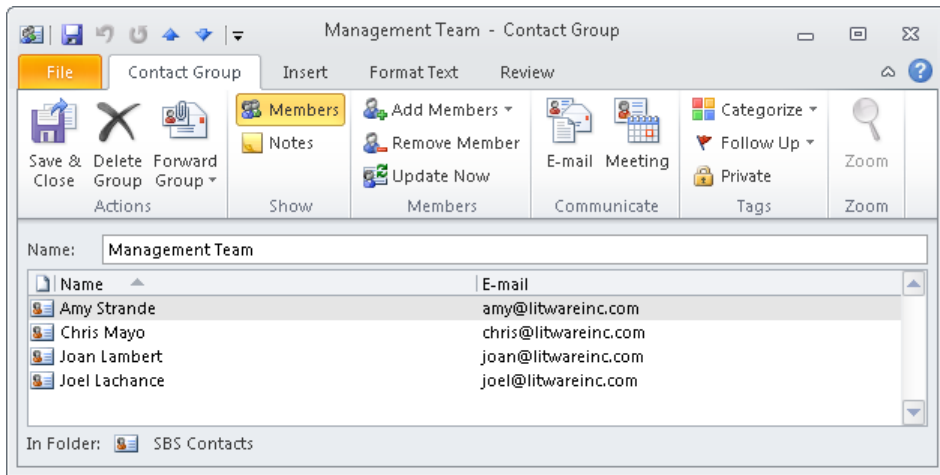 Management Team - Contact Group
File Contact Group Insert Format Text Review
Members Add Members Categorize
Notes Remove Member Follow Up
Save & Close Delete Group Forward Group Update Now E-mail Meeting Private Zoom
Actions Show Members Communicate Tags Zoom
Name: Management Team
Name E-mail
Amy Strande amy@litwareinc.com
Chris Mayo chris@litwareinc.com
Joan Lambert joan@litwareinc.com
Joel Lachance joel@litwareinc.com
In Folder: SBS Contacts